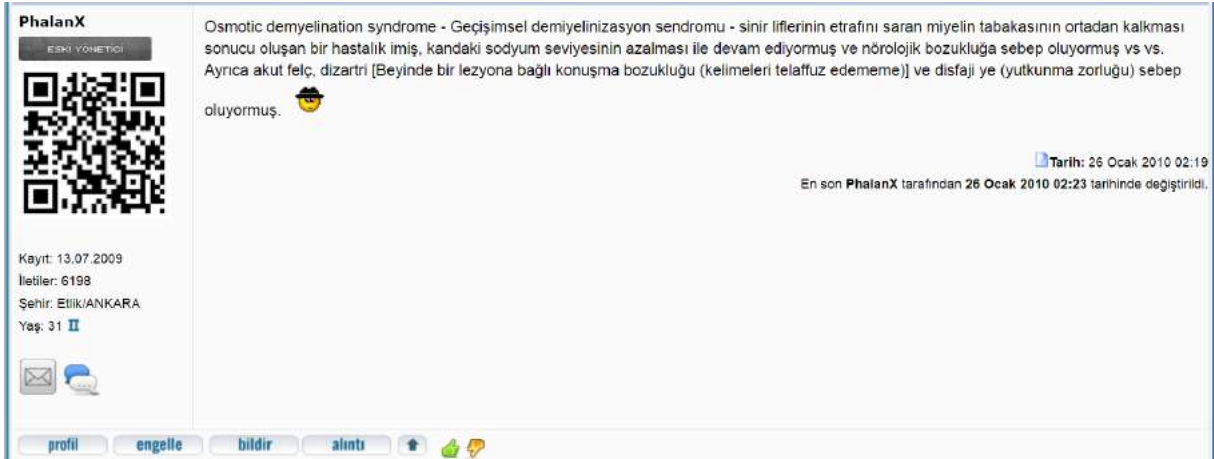 PhalanX
ESKİ YÖNETİCİ
Osmotic demyelination syndrome - Geçişimsel demiyelinizasyon sendromu - sinir liflerinin etrafını saran miyelin tabakasının ortadan kalkması
sonucu oluşan bir hastalık imiş, kandaki sodyum seviyesinin azalması ile devam ediyormuş ve nörolojik bozukluğa sebep oluyormuş vs vs.
Ayrıca akut felç, dizartri [Beyinde bir lezyona bağlı konuşma bozukluğu (kelimeleri telaffuz edememe)] ve disfaji ye (yutkunma zorluğu) sebep
oluyormuş.
Tarih: 26 Ocak 2010 02:19
En son PhalanX tarafından 26 Ocak 2010 02:23 tarihinde değiştirildi.
Kayıt: 13.07.2009
İletiler: 6198
Şehir: Etlik/ANKARA
Yaş: 31
profil engelle bildir alıntı